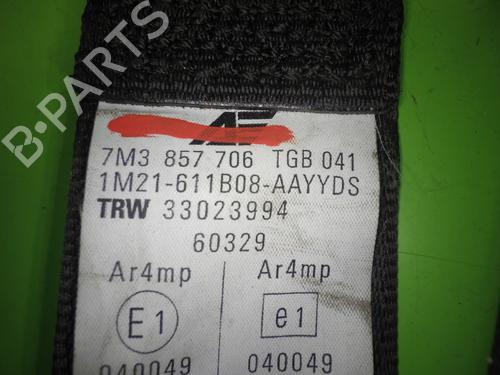 B-PARTS
7M3 857 706 TGB 041
1M21-611B08-AAYYDS
TRW 33023994
60329
Ar4mp Ar4mp
E1 e1
040049 040049